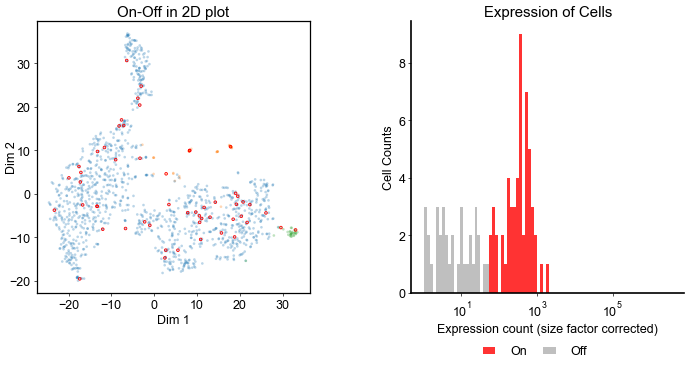 On-Off in 2D plot
30
20
10
0
−10
−20
Dim 2
−20 −10 0 10 20 30
Dim 1
Expression of Cells
8
6
4
2
0
Cell Counts
10^1 10^3 10^5
Expression count (size factor corrected)
On Off